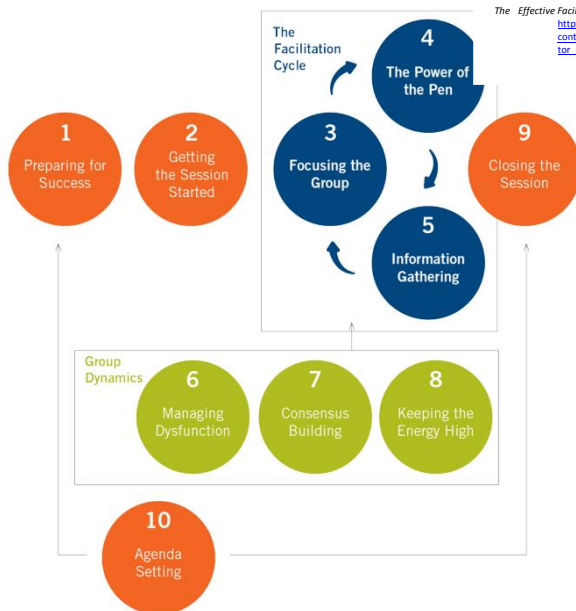 The Effective Facil
http
cont
tor
The
Facilitation
Cycle
4
The Power of
the Pen
1
Preparing for
Success
2
Getting
the Session
Started
3
Focusing the
Group
9
Closing the
Session
5
Information
Gathering
Group
Dynamics
6
Managing
Dysfunction
7
Consensus
Building
8
Keeping the
Energy High
10
Agenda
Setting